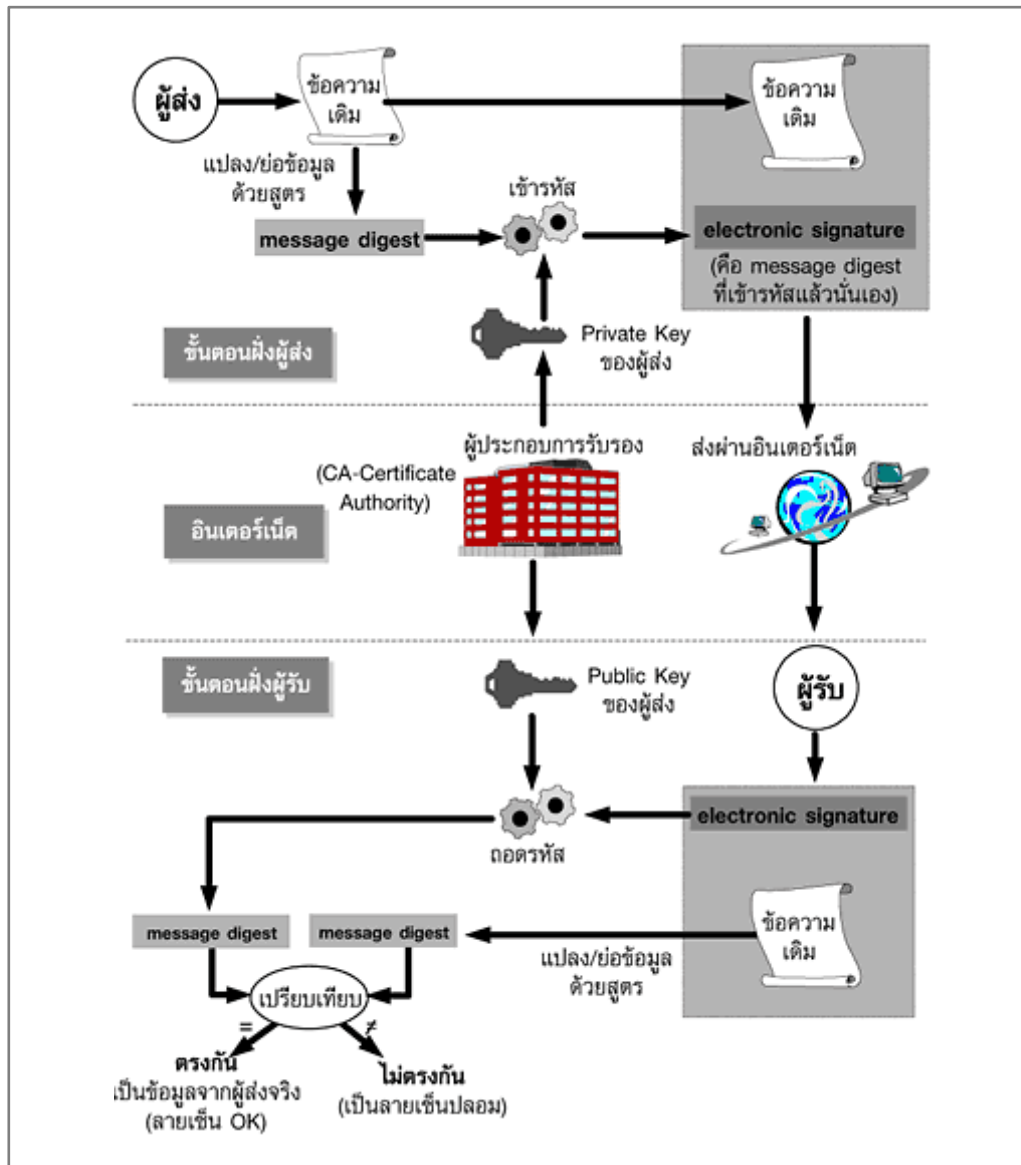 ผู้ส่ง
ข้อความ
เดิม
ข้อความ
เดิม
แปลง/ย่อข้อมูล
ด้วยสูตร
เข้ารหัส
message digest
electronic signature
(คือ message digest
ที่เข้ารหัสแล้วนั่นเอง)
Private Key
ของผู้ส่ง
ขั้นตอนฝั่งผู้ส่ง
ผู้ประกอบการรับรอง
(CA-Certificate
Authority)
ส่งผ่านอินเตอร์เน็ต
อินเตอร์เน็ต
ขั้นตอนฝั่งผู้รับ
Public Key
ของผู้ส่ง
ผู้รับ
electronic signature
ถอดรหัส
message digest
message digest
ข้อความ
เดิม
แปลง/ย่อข้อมูล
ด้วยสูตร
เปรียบเทียบ
=
≠
ตรงกัน
เป็นข้อมูลจากผู้ส่งจริง
(ลายเซ็น OK)
ไม่ตรงกัน
(เป็นลายเซ็นปลอม)